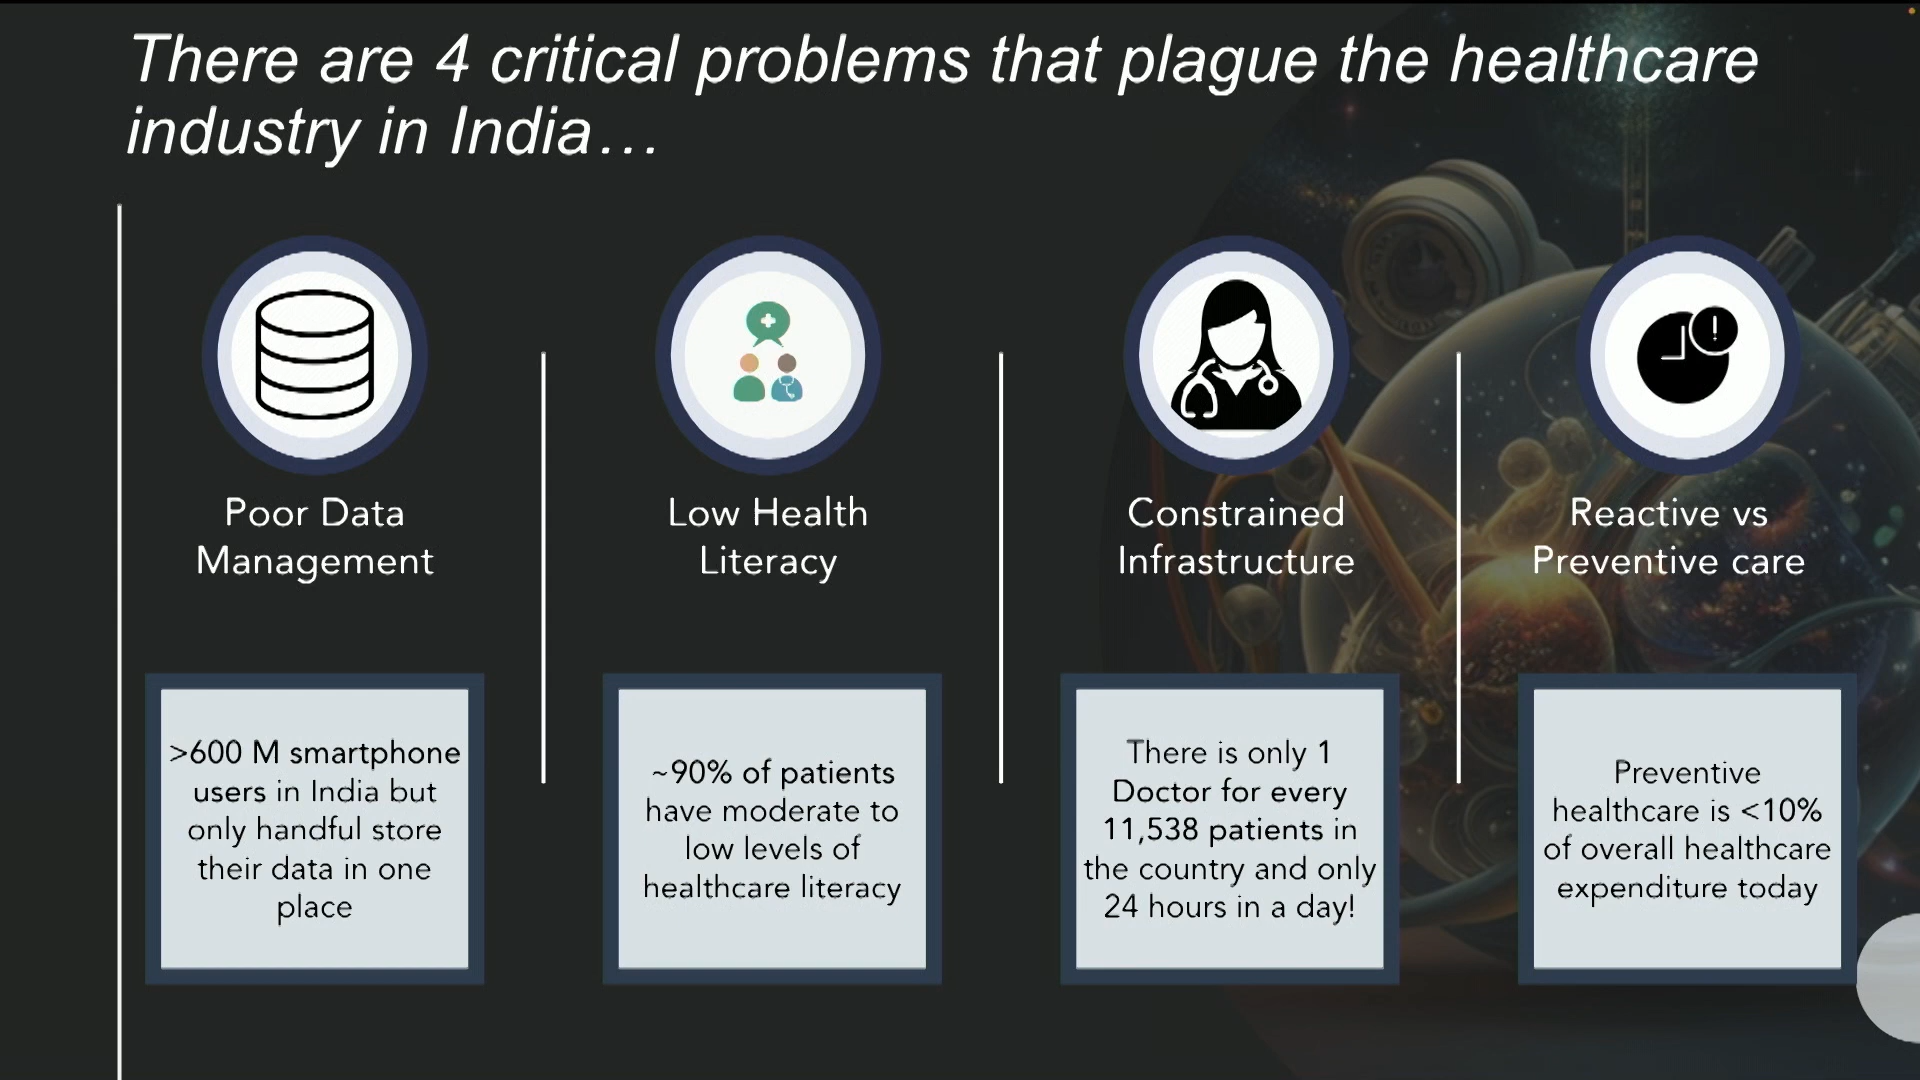 There are 4 critical problems that plague the healthcare
industry in India…
Poor Data
Management
Low Health
Literacy
Constrained
Infrastructure
Reactive vs
Preventive care
>600 M smartphone
users in India but
only handful store
their data in one
place
~90% of patients
have moderate to
low levels of
healthcare literacy
There is only 1
Doctor for every
11,538 patients in
the country and only
24 hours in a day!
Preventive
healthcare is <10%
of overall healthcare
expenditure today